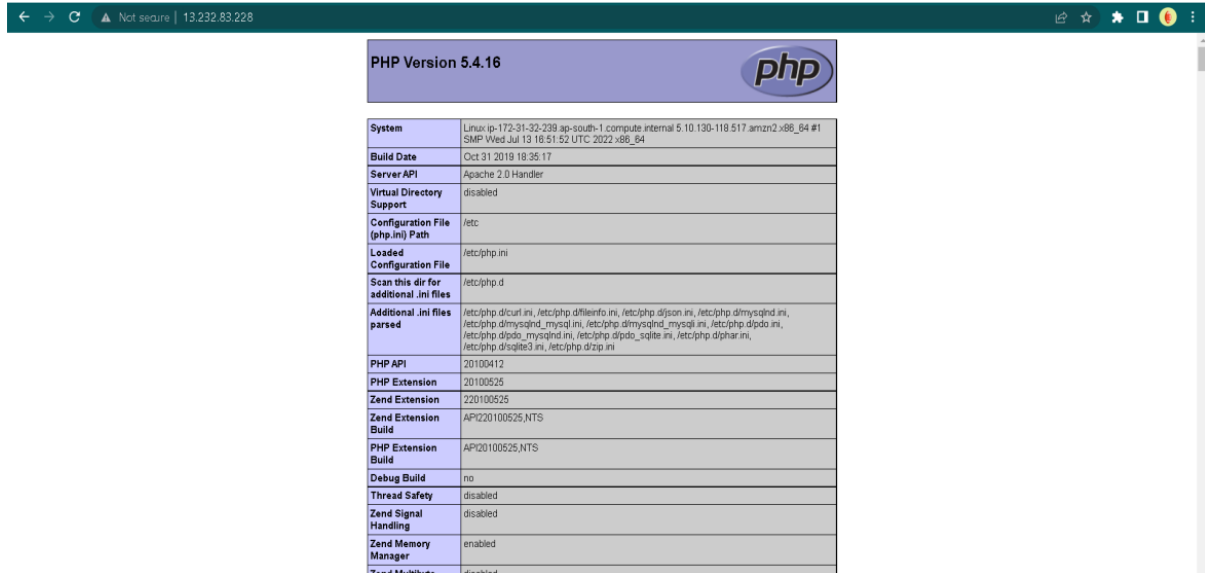 Not secure | 13.232.83.228
PHP Version 5.4.16
php
System
Linux ip-172-31-32-239.ap-south-1.compute.internal 5.10.130-118.517.amzn2.x86_64 #1
SMP Wed Jul 13 16:51:52 UTC 2022 x86_64
Build Date
Oct 31 2019 18:35:17
Server API
Apache 2.0 Handler
Virtual Directory
Support
disabled
Configuration File
(php.ini) Path
/etc
Loaded
Configuration File
/etc/php.ini
Scan this dir for
additional .ini files
/etc/php.d
Additional .ini files
parsed
/etc/php.d/curl.ini, /etc/php.d/fileinfo.ini, /etc/php.d/json.ini, /etc/php.d/mysqlnd.ini,
/etc/php.d/mysqlnd_mysql.ini, /etc/php.d/mysqlnd_mysqli.ini, /etc/php.d/pdo.ini,
/etc/php.d/pdo_mysqlnd.ini, /etc/php.d/pdo_sqlite.ini, /etc/php.d/phar.ini,
/etc/php.d/sqlite3.ini, /etc/php.d/zip.ini
PHP API
20100412
PHP Extension
20100525
Zend Extension
220100525
Zend Extension
Build
API220100525,NTS
PHP Extension
Build
API20100525,NTS
Debug Build
no
Thread Safety
disabled
Zend Signal
Handling
disabled
Zend Memory
Manager
enabled
Zend Multibyte
disabled